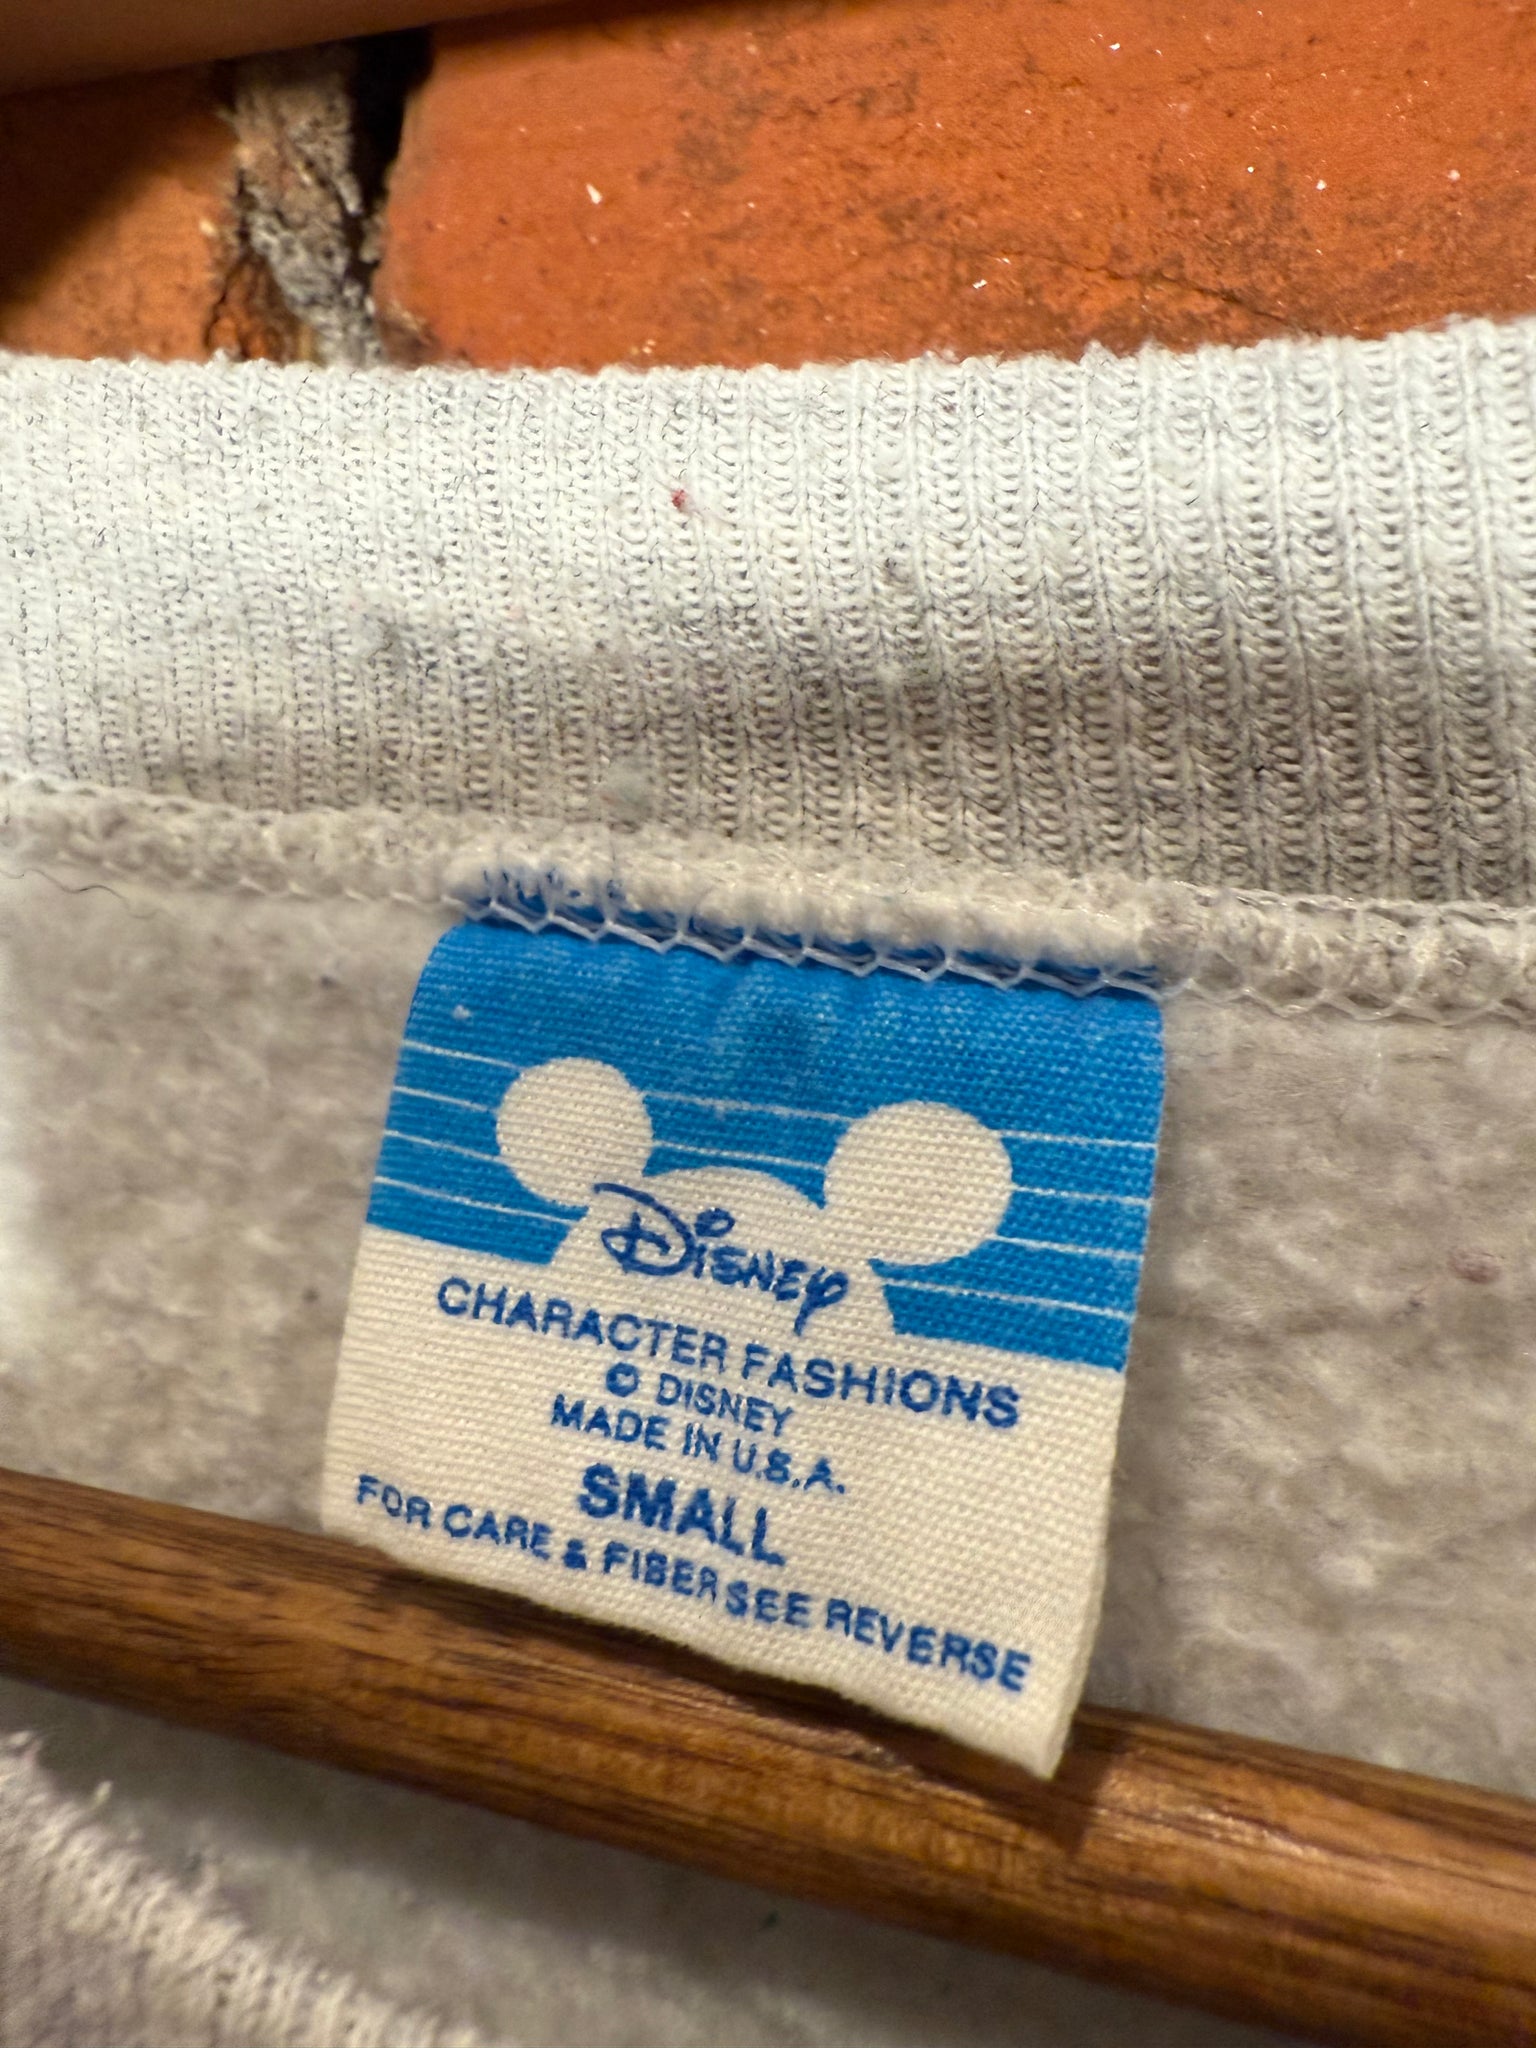 Disney
CHARACTER FASHIONS
© DISNEY
MADE IN U.S.A.
SMALL
FOR CARE & FIBER SEE REVERSE